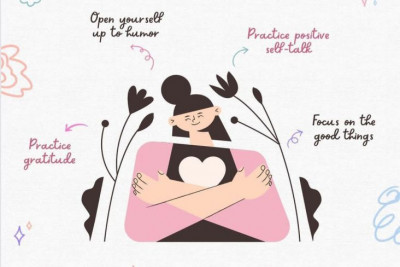 Open yourself
up to humor
Practice positive
self-talk
Focus on the
good things
Practice
gratitude